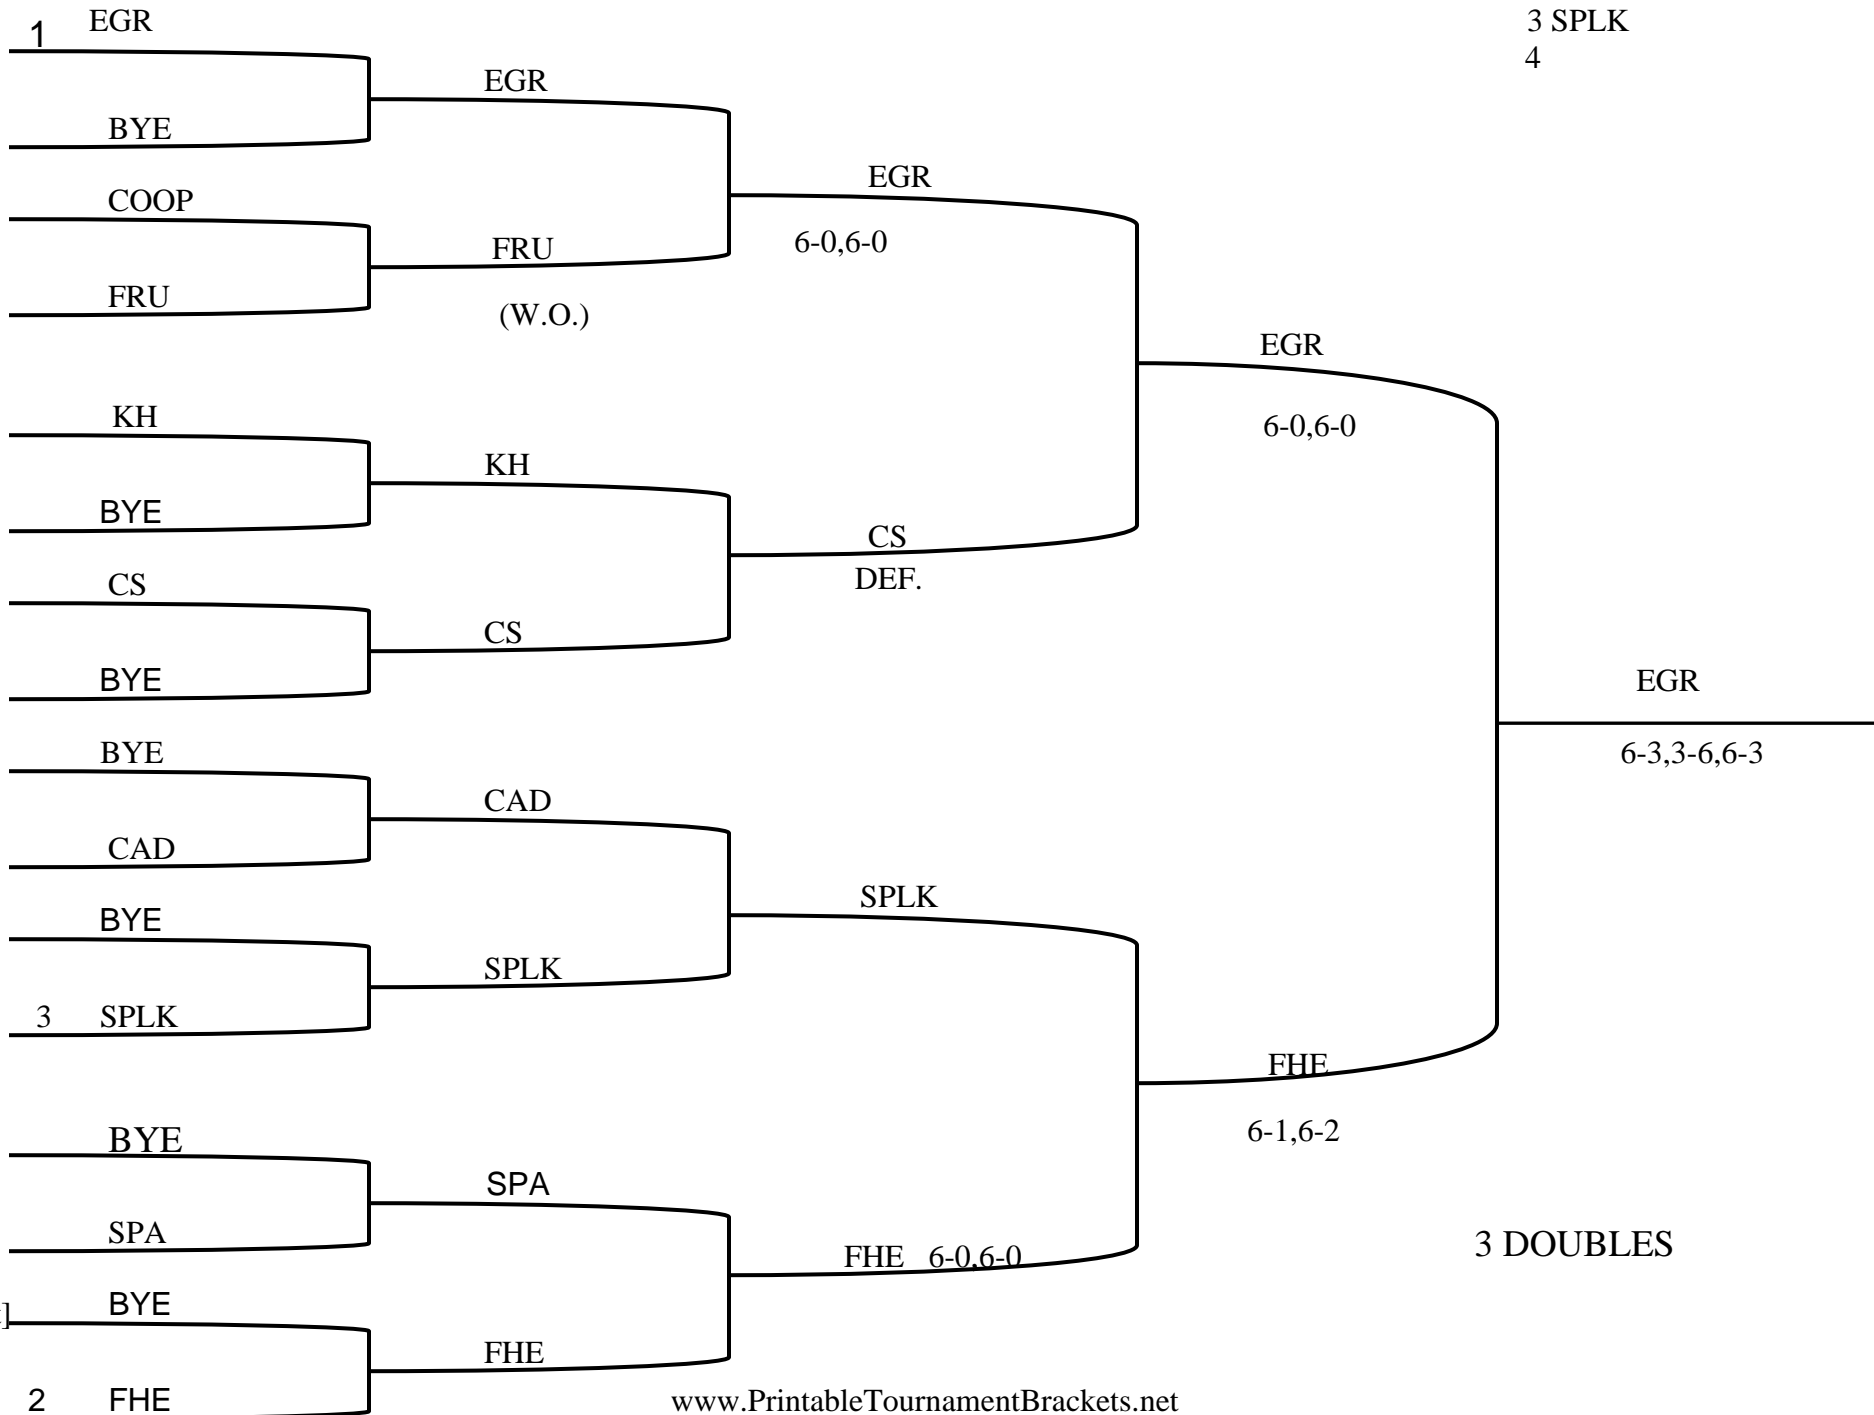 1 EGR
3 SPLK
4
EGR
BYE
EGR
COOP
6-0,6-0
FRU
FRU
(W.O.)
EGR
KH
6-0,6-0
KH
BYE
CS
CS
DEF.
CS
BYE
EGR
BYE
6-3,3-6,6-3
CAD
CAD
SPLK
BYE
SPLK
3 SPLK
FHE
BYE
6-1,6-2
SPA
SPA
3 DOUBLES
FHE 6-0,6-0
BYE
FHE
2 FHE
www.PrintableTournamentBrackets.net